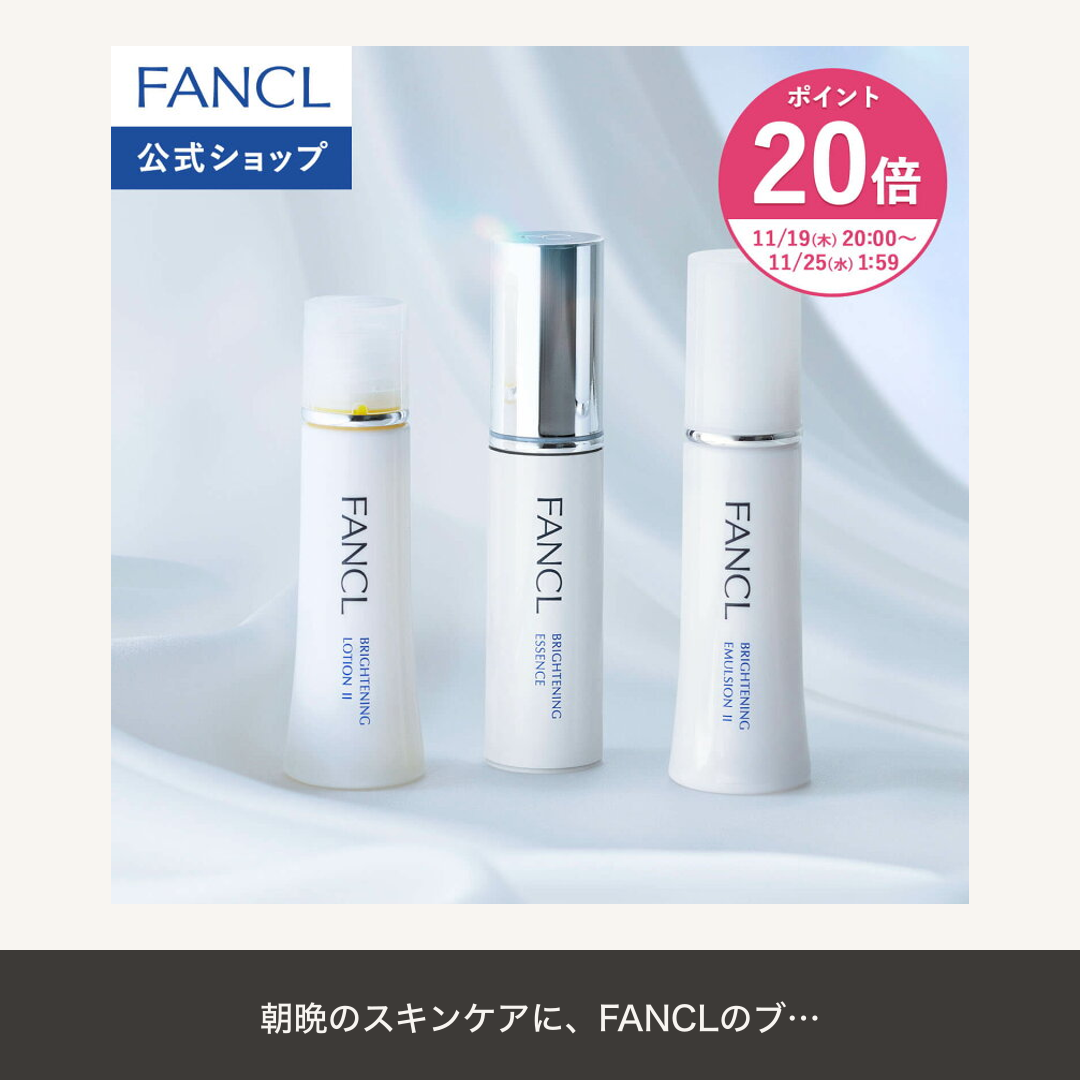 FANCL
公式ショップ
ポイント
20倍
11/19(木) 20:00〜
11/25(水) 1:59
FANCL
BRIGHTENING
LOTION II
FANCL
BRIGHTENING
ESSENCE
FANCL
BRIGHTENING
EMULSION II
朝晩のスキンケアに、FANCLのブ…